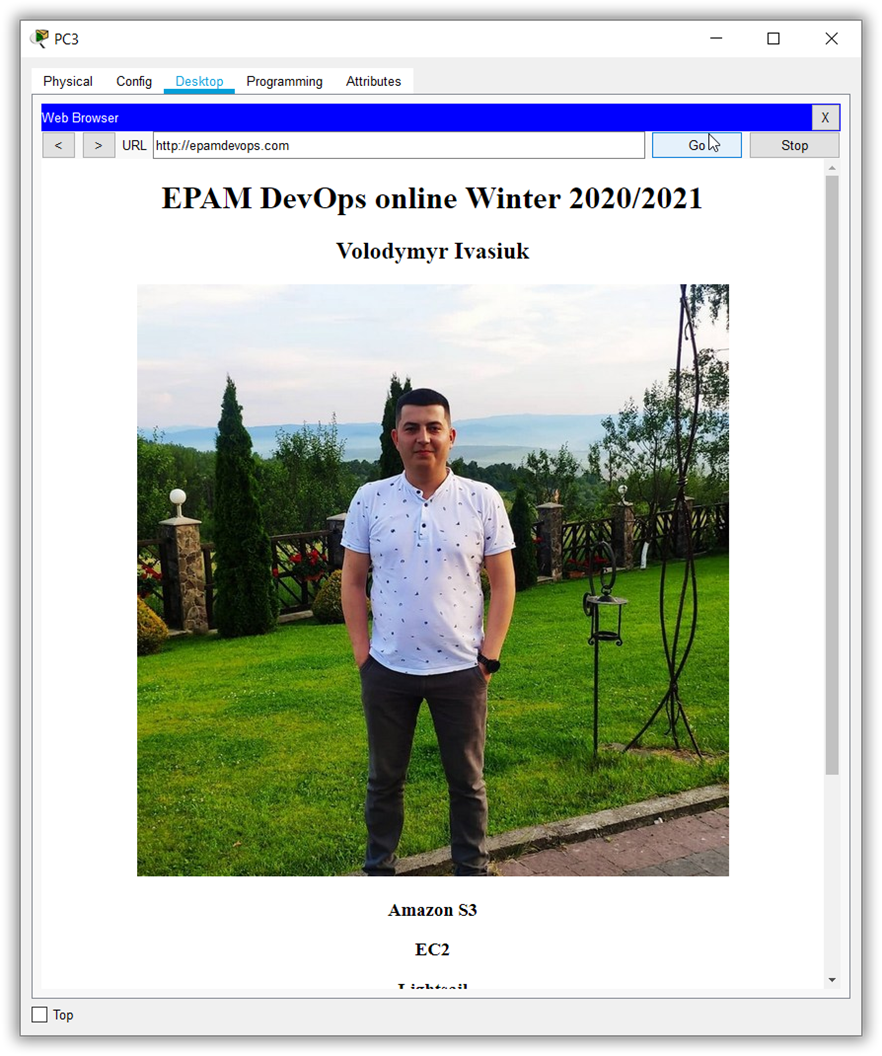 PC3
Physical Config Desktop Programming Attributes
Web Browser X
< > URL http://epamdevops.com Go Stop
EPAM DevOps online Winter 2020/2021
Volodymyr Ivasiuk
Amazon S3
EC2
Lightsail
Top